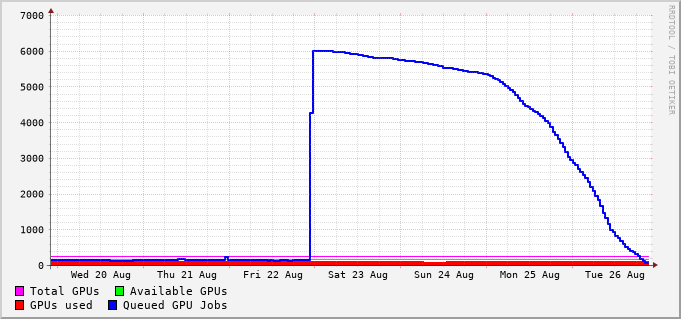 7000
6000
5000
4000
3000
2000
1000
0
Wed 20 Aug Thu 21 Aug Fri 22 Aug Sat 23 Aug Sun 24 Aug Mon 25 Aug Tue 26 Aug
Total GPUs Available GPUs
GPUs used Queued GPU Jobs
RRDTOOL / TOBI OETIKER